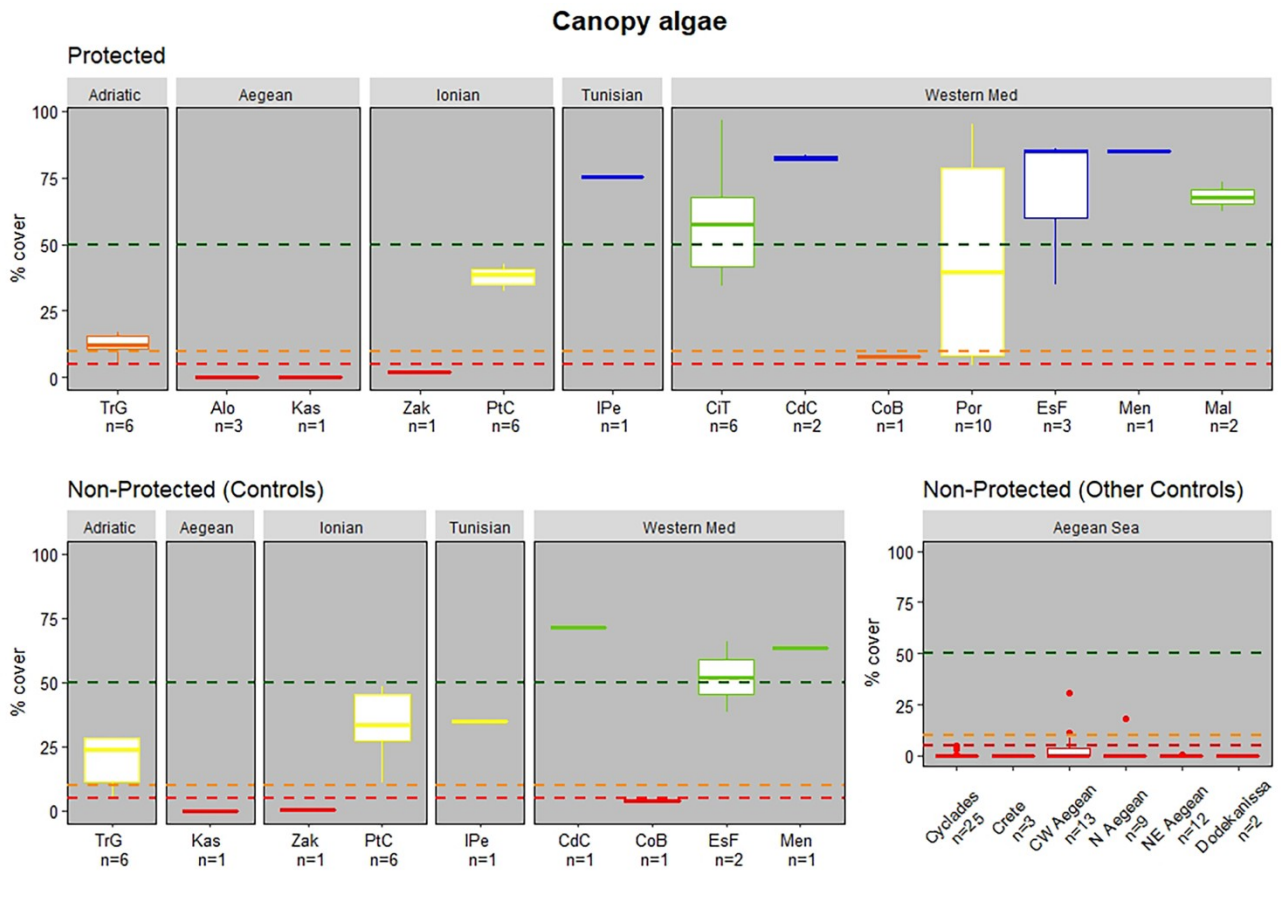 Canopy algae
Protected
Adriatic Aegean Ionian Tunisian Western Med
% cover
100
75
50
25
0
TrG Alo Kas Zak PtC IPe CiT CdC CoB Por EsF Men Mal
n=6 n=3 n=1 n=1 n=6 n=1 n=6 n=2 n=1 n=10 n=3 n=1 n=2
Non-Protected (Controls)
Adriatic Aegean Ionian Tunisian Western Med
% cover
100
75
50
25
0
TrG Kas Zak PtC IPe CdC CoB EsF Men
n=6 n=1 n=1 n=6 n=1 n=1 n=1 n=2 n=1
Non-Protected (Other Controls)
Aegean Sea
% cover
100
75
50
25
0
Cyclades
n=25
Crete
n=3
CW Aegean
n=13
N Aegean
n=9
NE Aegean
n=12
Dodekanissa
n=2